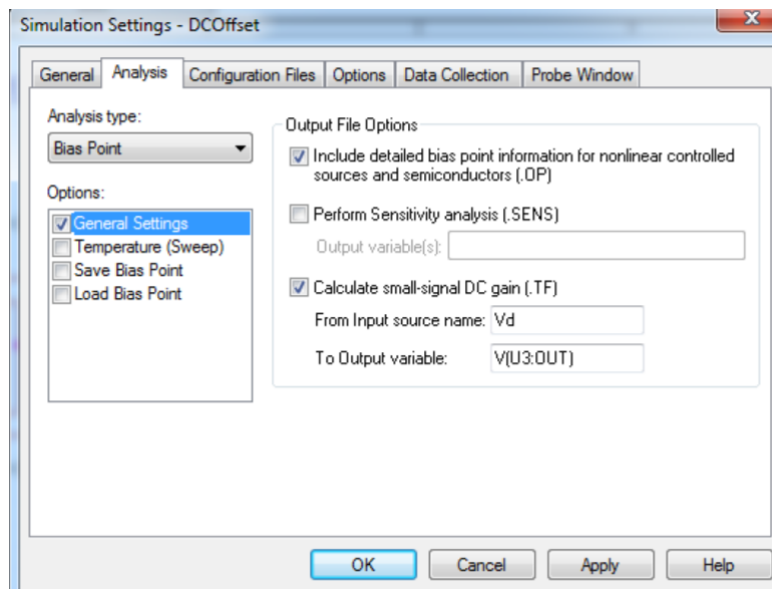 Simulation Settings - DCOffset
General Analysis Configuration Files Options Data Collection Probe Window
Analysis type:
Bias Point
Options:
General Settings
Temperature (Sweep)
Save Bias Point
Load Bias Point
Output File Options
Include detailed bias point information for nonlinear controlled
sources and semiconductors (.OP)
Perform Sensitivity analysis (.SENS)
Output variable(s):
Calculate small-signal DC gain (.TF)
From Input source name: Vd
To Output variable: V(U3:OUT)
OK Cancel Apply Help